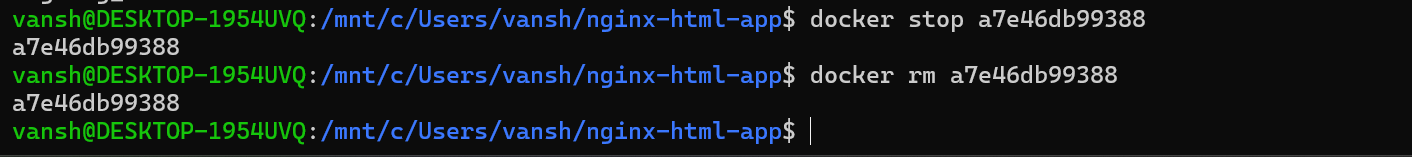 vansh@DESKTOP-1954UVQ:/mnt/c/Users/vansh/nginx-html-app$ docker stop a7e46db99388
a7e46db99388
vansh@DESKTOP-1954UVQ:/mnt/c/Users/vansh/nginx-html-app$ docker rm a7e46db99388
a7e46db99388
vansh@DESKTOP-1954UVQ:/mnt/c/Users/vansh/nginx-html-app$